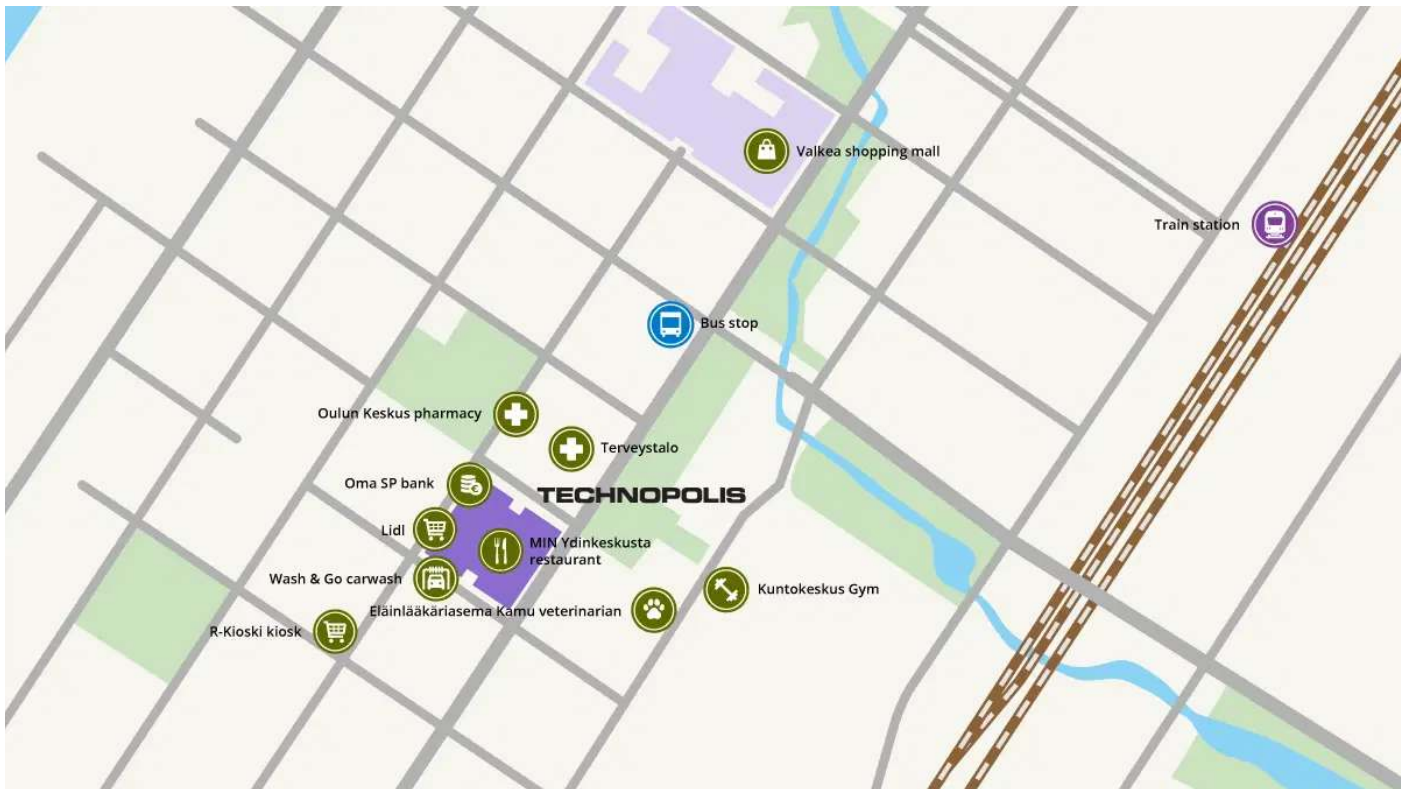 Valkea shopping mall
Train station
Bus stop
Oulun Keskus pharmacy
Terveystalo
Oma SP bank
TECHNOPOLIS
Lidl
MIN Ydinkeskusta
restaurant
Wash & Go carwash
Eläinlääkäriasema Kamu veterinarian
Kuntokeskus Gym
R-Kioski kiosk